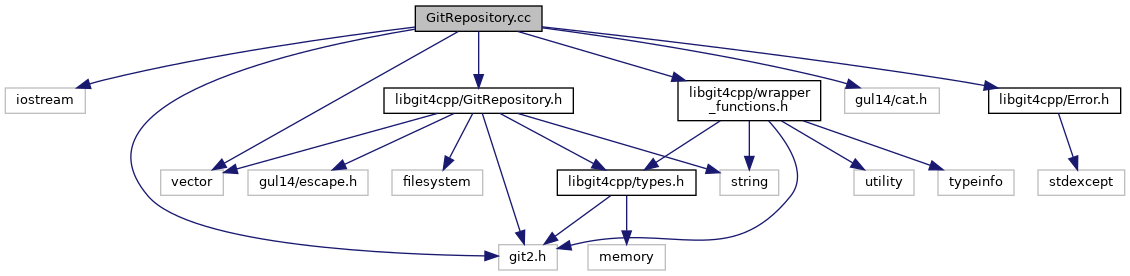 GitRepository.cc
iostream
libgit4cpp/GitRepository.h
libgit4cpp/wrapper
_functions.h
gul14/cat.h
libgit4cpp/Error.h
vector
gul14/escape.h
filesystem
libgit4cpp/types.h
string
utility
typeinfo
stdexcept
git2.h
memory